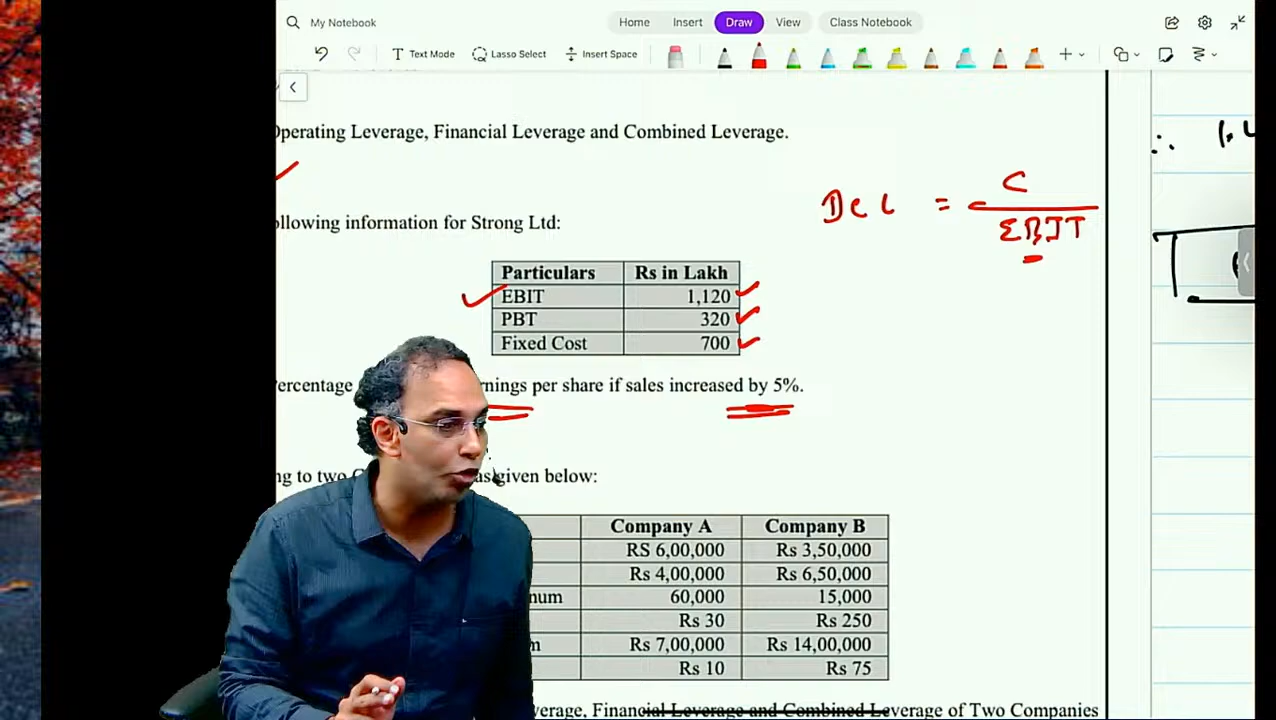 My Notebook
Home Insert Draw View Class Notebook
Text Mode Lasso Select Insert Space
Operating Leverage, Financial Leverage and Combined Leverage.
ollowing information for Strong Ltd:
Particulars Rs in Lakh
EBIT 1,120
PBT 320
Fixed Cost 700
= C
EBIT
ercentage rnings per share if sales increased by 5%.
ng to two as given below:
Company A Company B
RS 6,00,000 Rs 3,50,000
Rs 4,00,000 Rs 6,50,000
num 60,000 15,000
Rs 30 Rs 250
Rs 7,00,000 Rs 14,00,000
Rs 10 Rs 75
verage, Financial Leverage and Combined Leverage of Two Companies